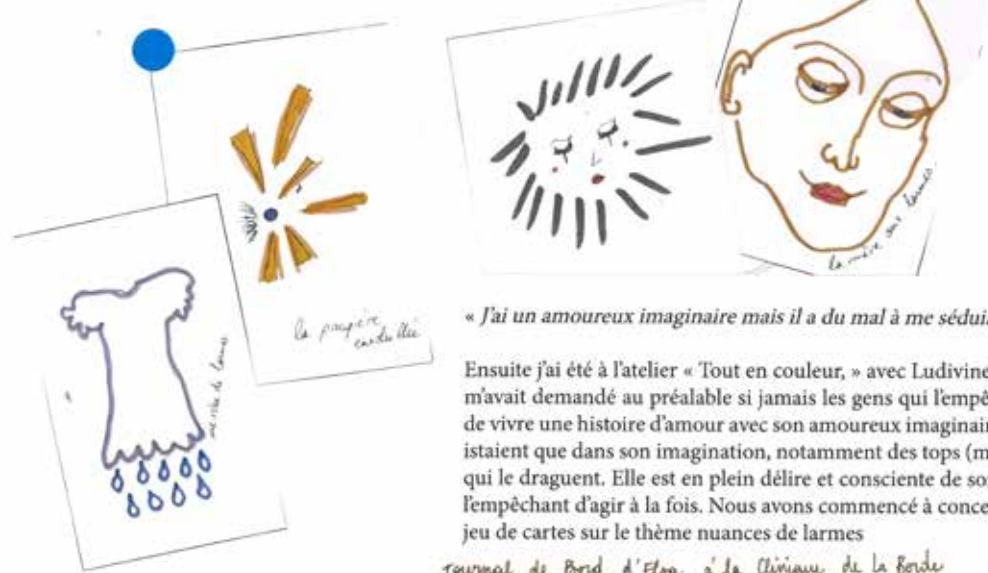 la paupière
la mère aux larmes
de larmes
« J'ai un amoureux imaginaire mais il a du mal à me sédui
Ensuite j'ai été à l'atelier « Tout en couleur, » avec Ludivine
m'avait demandé au préalable si jamais les gens qui l'empê
de vivre une histoire d'amour avec son amoureux imaginair
istaient que dans son imagination, notamment des tops (m
qui le draguent. Elle est en plein délire et consciente de so
l'empêchant d'agir à la fois. Nous avons commencé à conce
jeu de cartes sur le thème nuances de larmes
Journal de Bord d'Elsa à la Clinique de La Borde